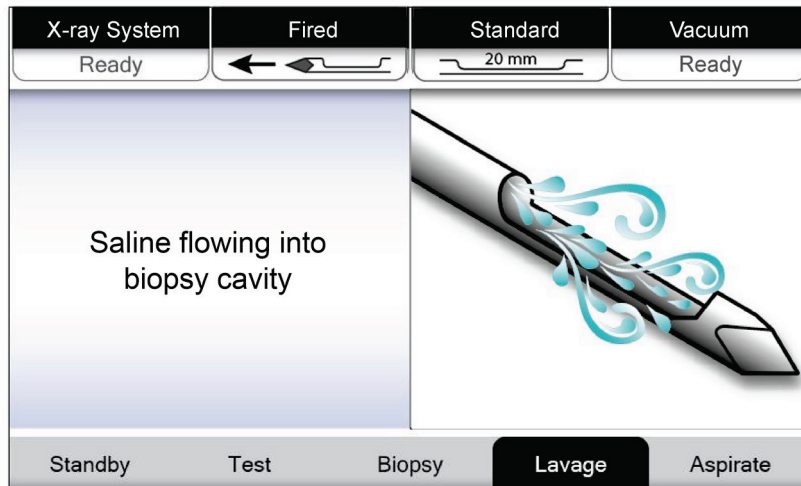 X-ray System
Ready
Fired
Standard
20 mm
Vacuum
Ready
Saline flowing into
biopsy cavity
Standby
Test
Biopsy
Lavage
Aspirate